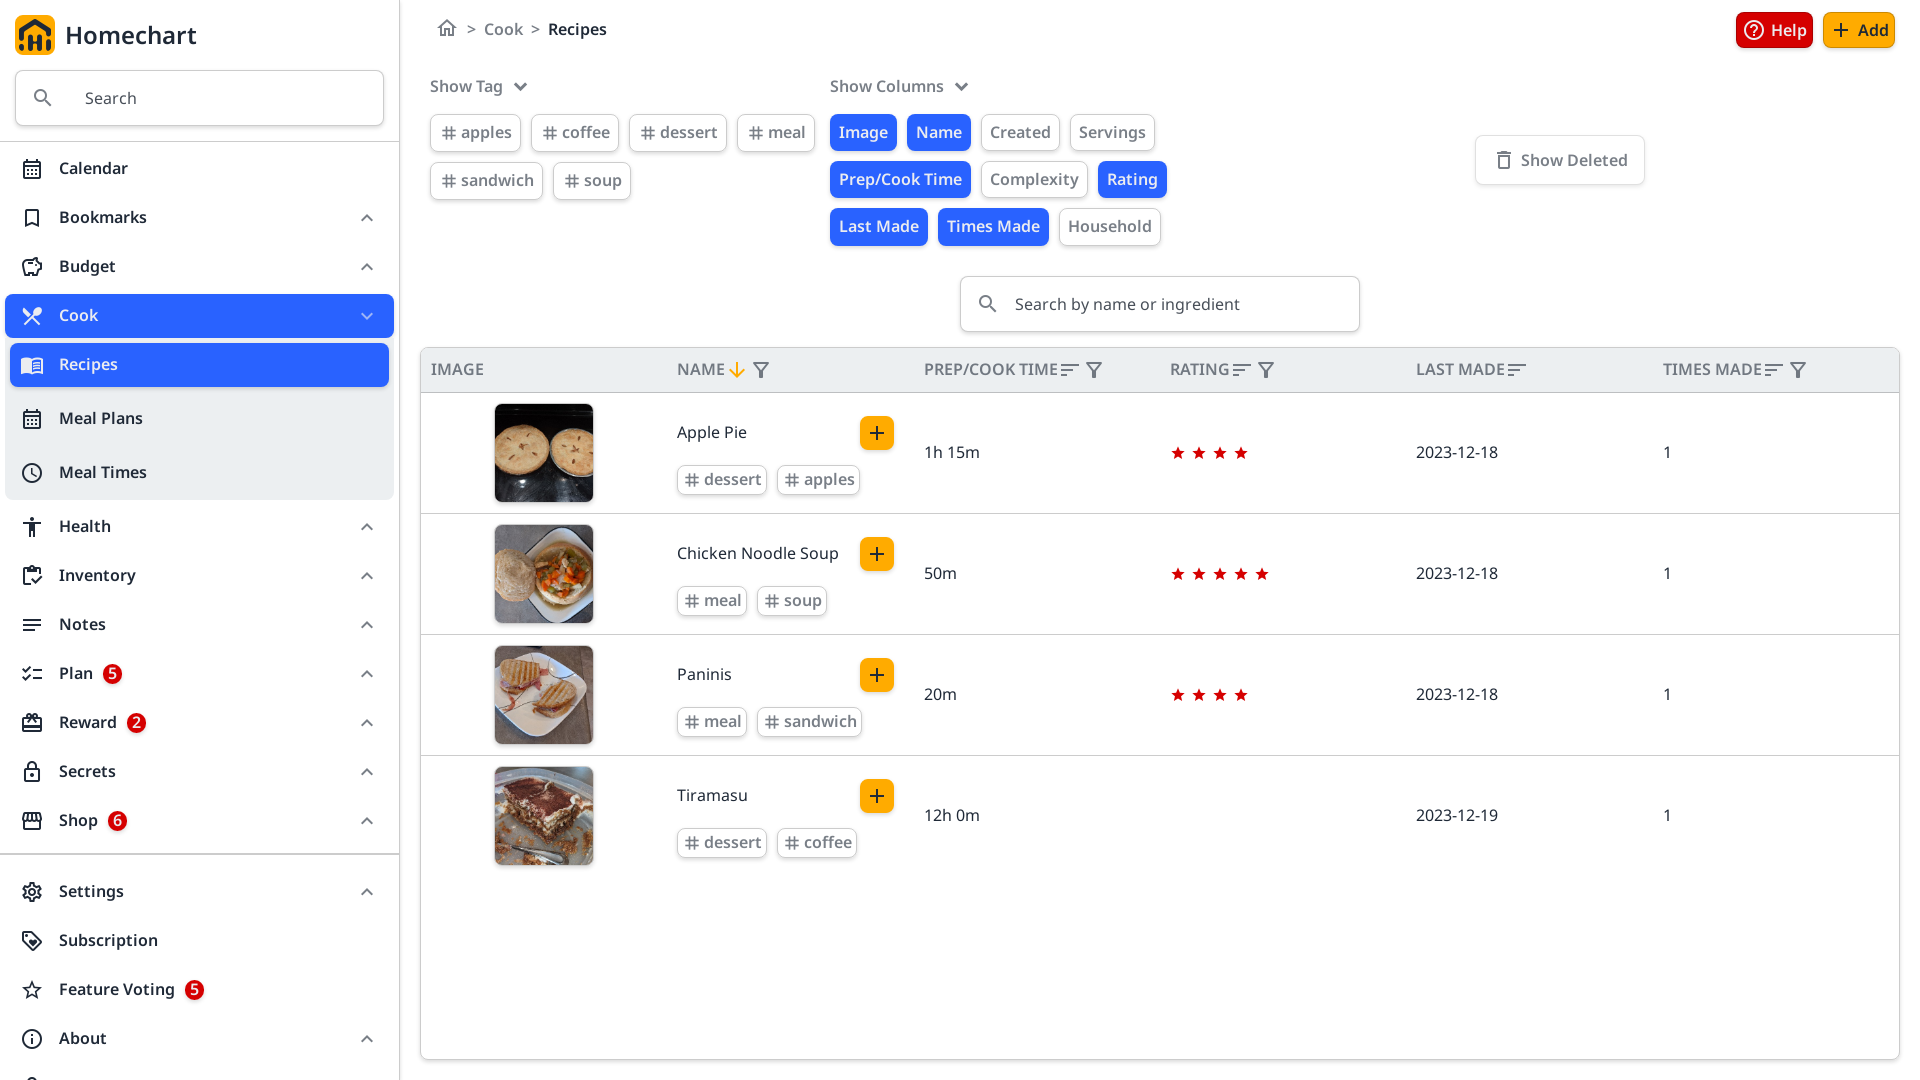 Homechart
Search
Calendar
Bookmarks
Budget
Cook
Recipes
Meal Plans
Meal Times
Health
Inventory
Notes
Plan 5
Reward 2
Secrets
Shop 6
Settings
Subscription
Feature Voting 5
About
> Cook > Recipes
Help
Add
Show Tag
# apples # coffee # dessert # meal
# sandwich # soup
Show Columns
Image Name Created Servings
Prep/Cook Time Complexity Rating
Last Made Times Made Household
Show Deleted
Search by name or ingredient
IMAGE NAME PREP/COOK TIME RATING LAST MADE TIMES MADE
Apple Pie
# dessert # apples
1h 15m ★ ★ ★ ★ 2023-12-18 1
Chicken Noodle Soup
# meal # soup
50m ★ ★ ★ ★ ★ 2023-12-18 1
Paninis
# meal # sandwich
20m ★ ★ ★ ★ 2023-12-18 1
Tiramasu
# dessert # coffee
12h 0m 2023-12-19 1